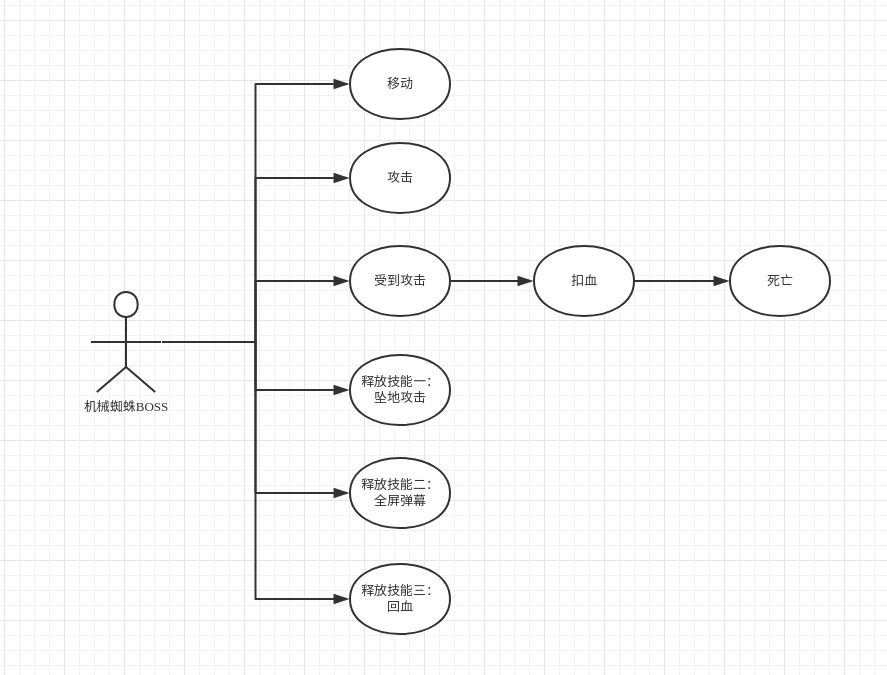 移动
攻击
受到攻击
扣血
死亡
机械蜘蛛BOSS
释放技能一：
坠地攻击
释放技能二：
全屏弹幕
释放技能三：
回血